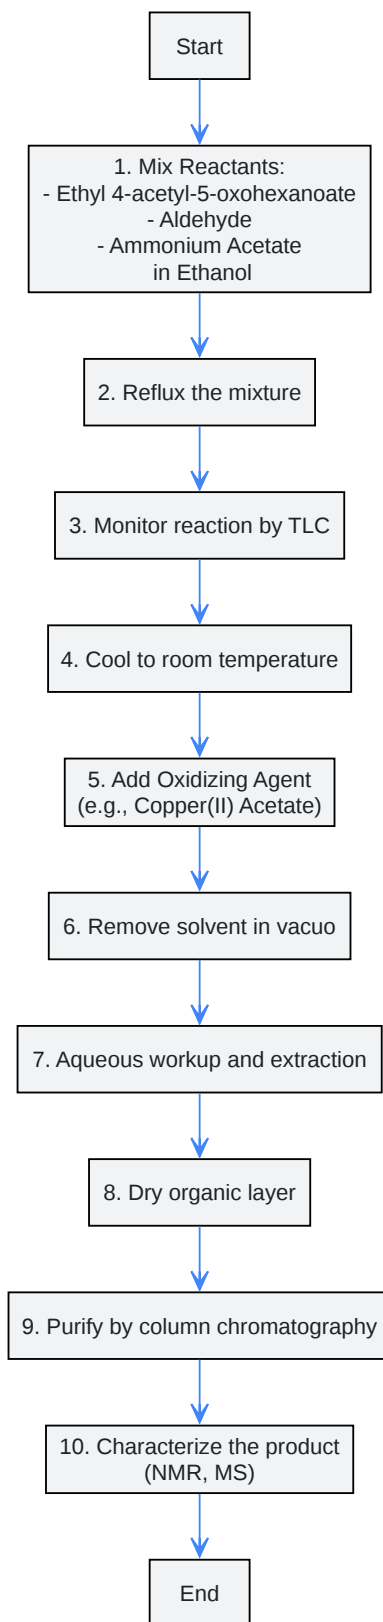 Start
1. Mix Reactants:
- Ethyl 4-acetyl-5-oxohexanoate
- Aldehyde
- Ammonium Acetate
in Ethanol
2. Reflux the mixture
3. Monitor reaction by TLC
4. Cool to room temperature
5. Add Oxidizing Agent
(e.g., Copper(II) Acetate)
6. Remove solvent in vacuo
7. Aqueous workup and extraction
8. Dry organic layer
9. Purify by column chromatography
10. Characterize the product
(NMR, MS)
End